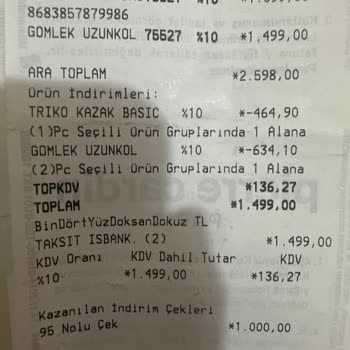 8683857879986
GOMLEK UZUNKOL 75527 %10 *1.499,00
ARA TOPLAM *2.598,00
Ürün İndirimleri:
TRIKO KAZAK BASIC %10 *-464,90
(1)Pc Seçili Ürün Gruplarında 1 Alana
GOMLEK UZUNKOL %10 *-634,10
(2)Pc Seçili Ürün Gruplarında 1 Alana
TOPKDV *136,27
TOPLAM *1.499,00
BinDörtYüzDoksanDokuz TL
TAKSIT ISBANK. (2) *1.499,00
KDV Oranı KDV Dahil Tutar KDV
%10 *1.499,00 *136,27
Kazanılan İndirim Çekleri
95 Nolu Çek *1.000,00